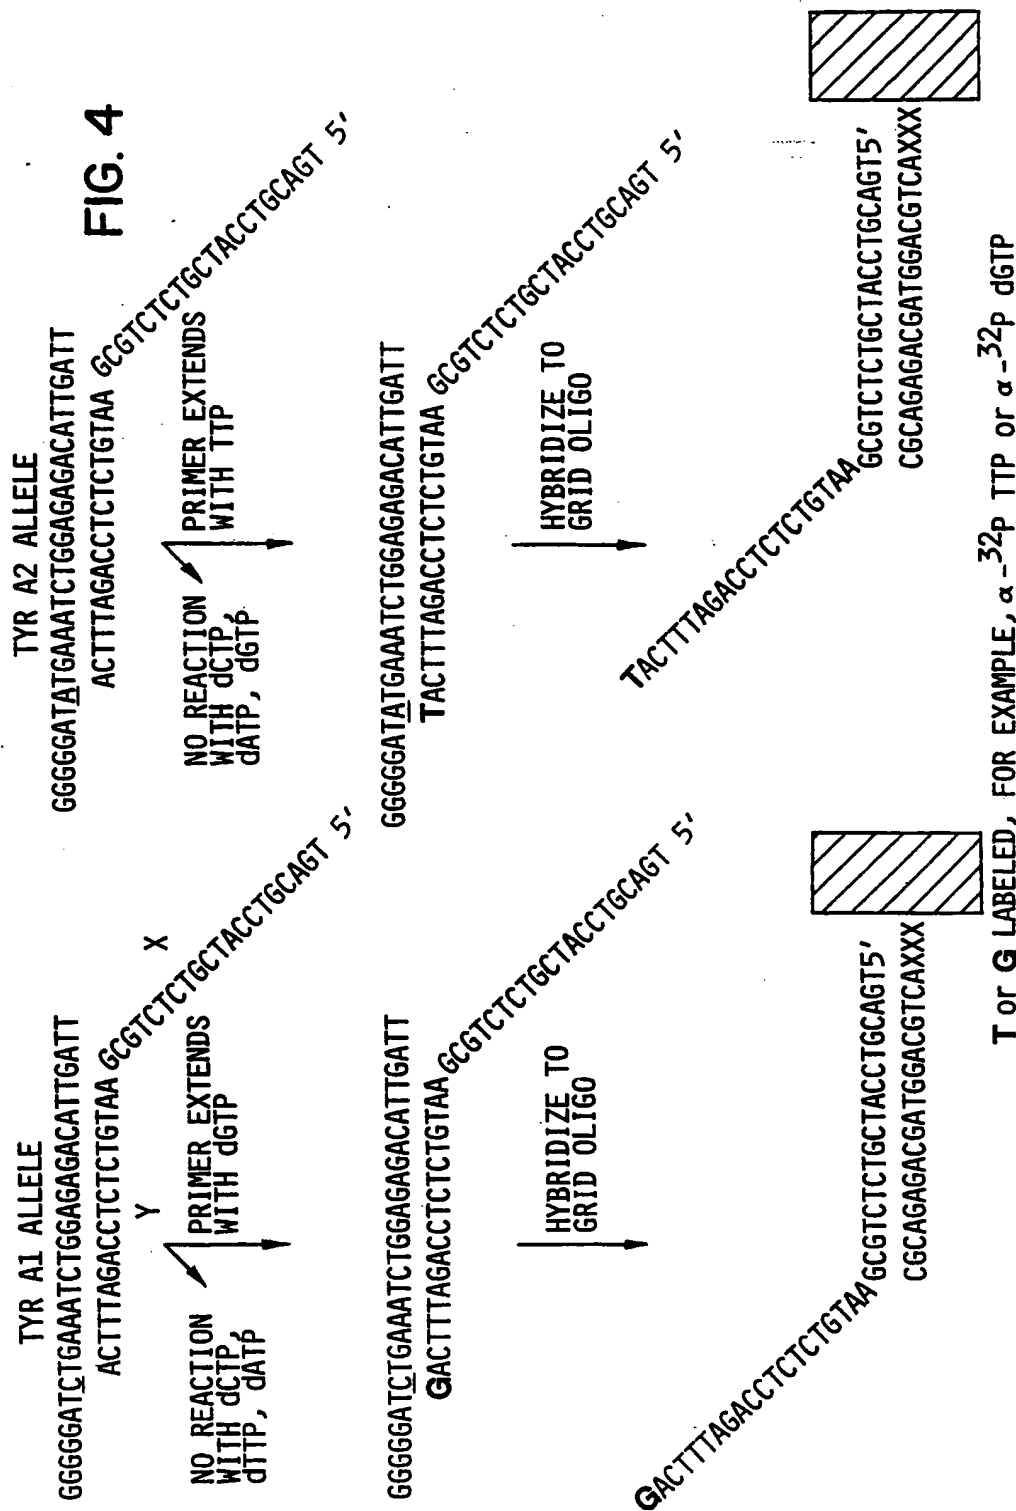 FIG. 4
TYR A1 ALLELE
GGGGGATCTGAAATCTGGAGAGACATTGATT
ACTTTAGACCTCTCTGTAA
GCGTCTCTGCTACCTGCAGT 5'
X
Y
NO REACTION
WITH dCTP,
dTTP, dATP
PRIMER EXTENDS
WITH dGTP
GGGGGATCTGAAATCTGGAGAGACATTGATT
GACTTTAGACCTCTCTGTAA
GCGTCTCTGCTACCTGCAGT 5'
HYBRIDIZE TO
GRID OLIGO
GACTTTAGACCTCTCTGTAA
GCGTCTCTGCTACCTGCAGT5'
CGCAGAGACGATGGACGTCAXXX
TYR A2 ALLELE
GGGGGATATGAAATCTGGAGAGACATTGATT
ACTTTAGACCTCTCTGTAA
GCGTCTCTGCTACCTGCAGT 5'
NO REACTION
WITH dCTP,
dATP, dGTP
PRIMER EXTENDS
WITH TTP
GGGGGATATGAAATCTGGAGAGACATTGATT
TACTTTAGACCTCTCTGTAA
GCGTCTCTGCTACCTGCAGT 5'
HYBRIDIZE TO
GRID OLIGO
TACTTTAGACCTCTCTGTAA
GCGTCTCTGCTACCTGCAGT5'
CGCAGAGACGATGGACGTCAXXX
T or G LABELED, FOR EXAMPLE, α-³²P TTP or α-³²P dGTP